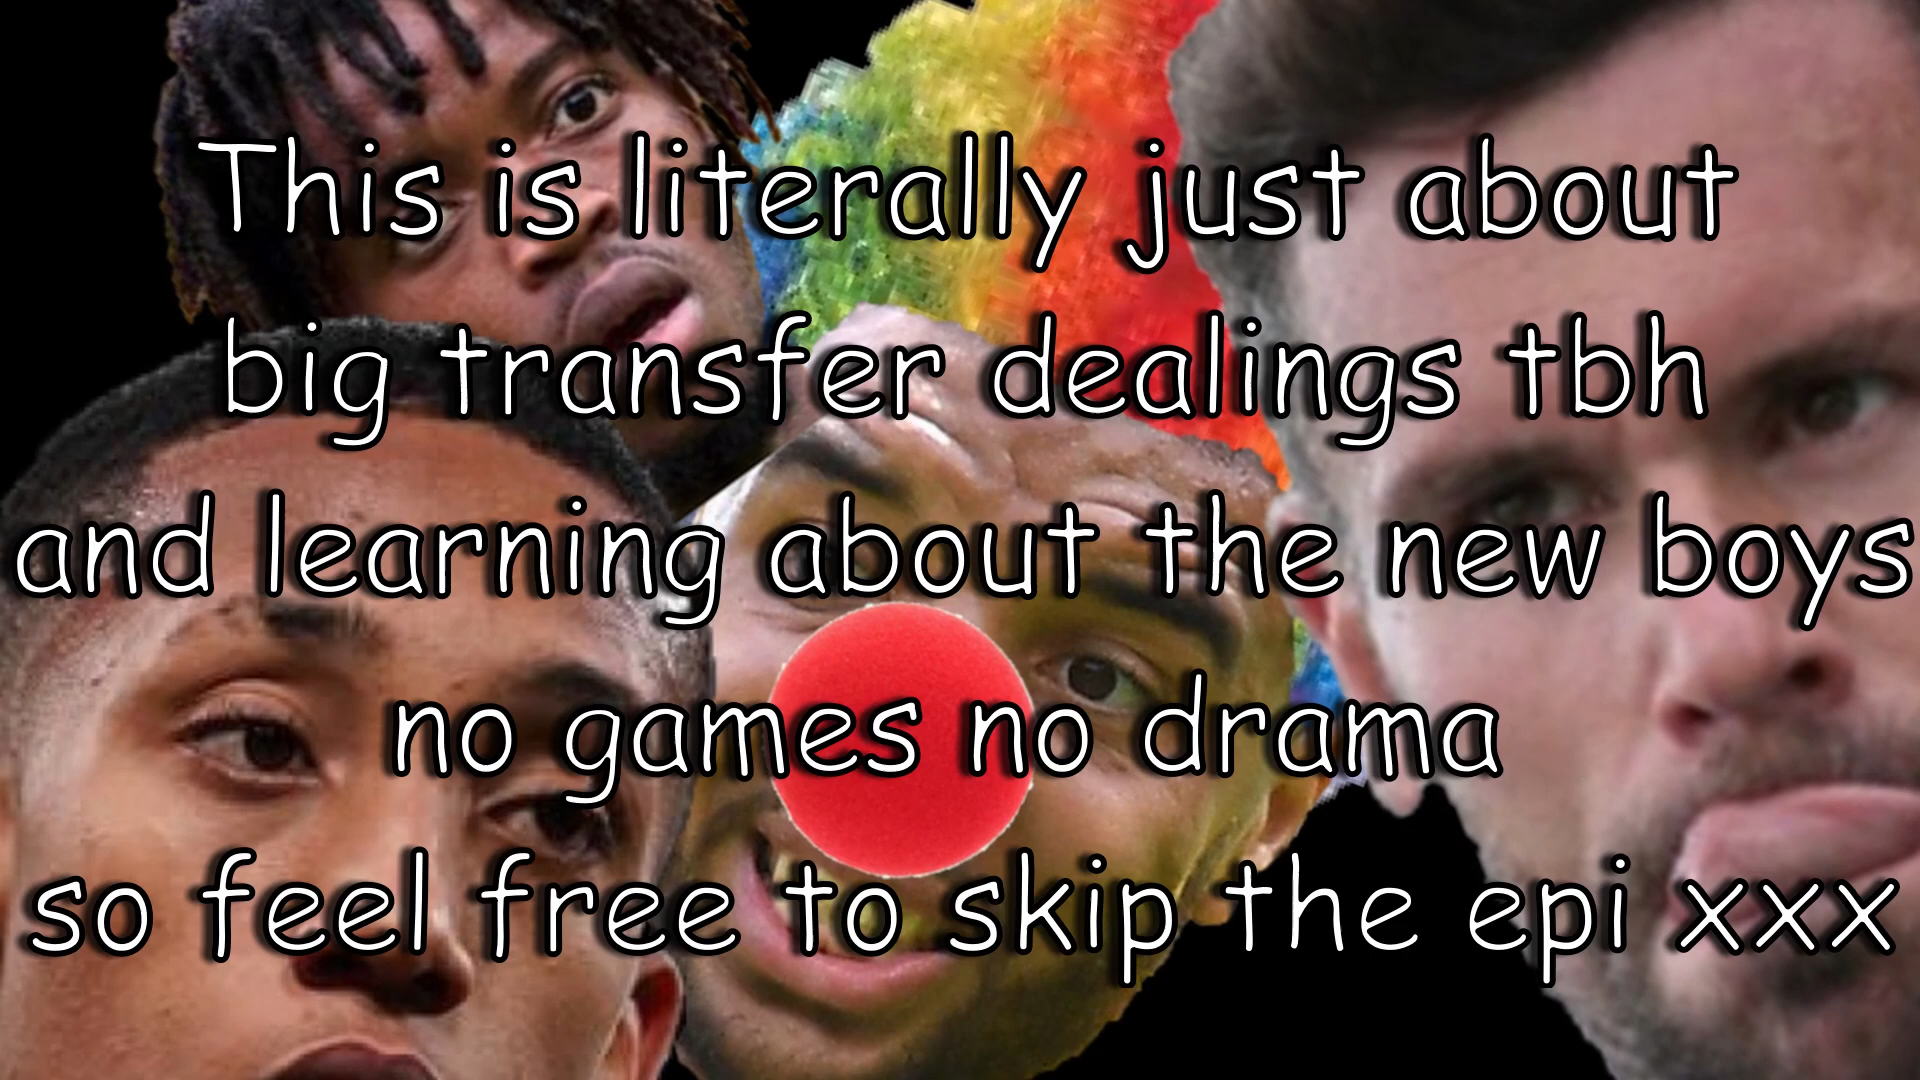 This is literally just about
big transfer dealings tbh
and learning about the new boys
no games no drama
so feel free to skip the epi xxx